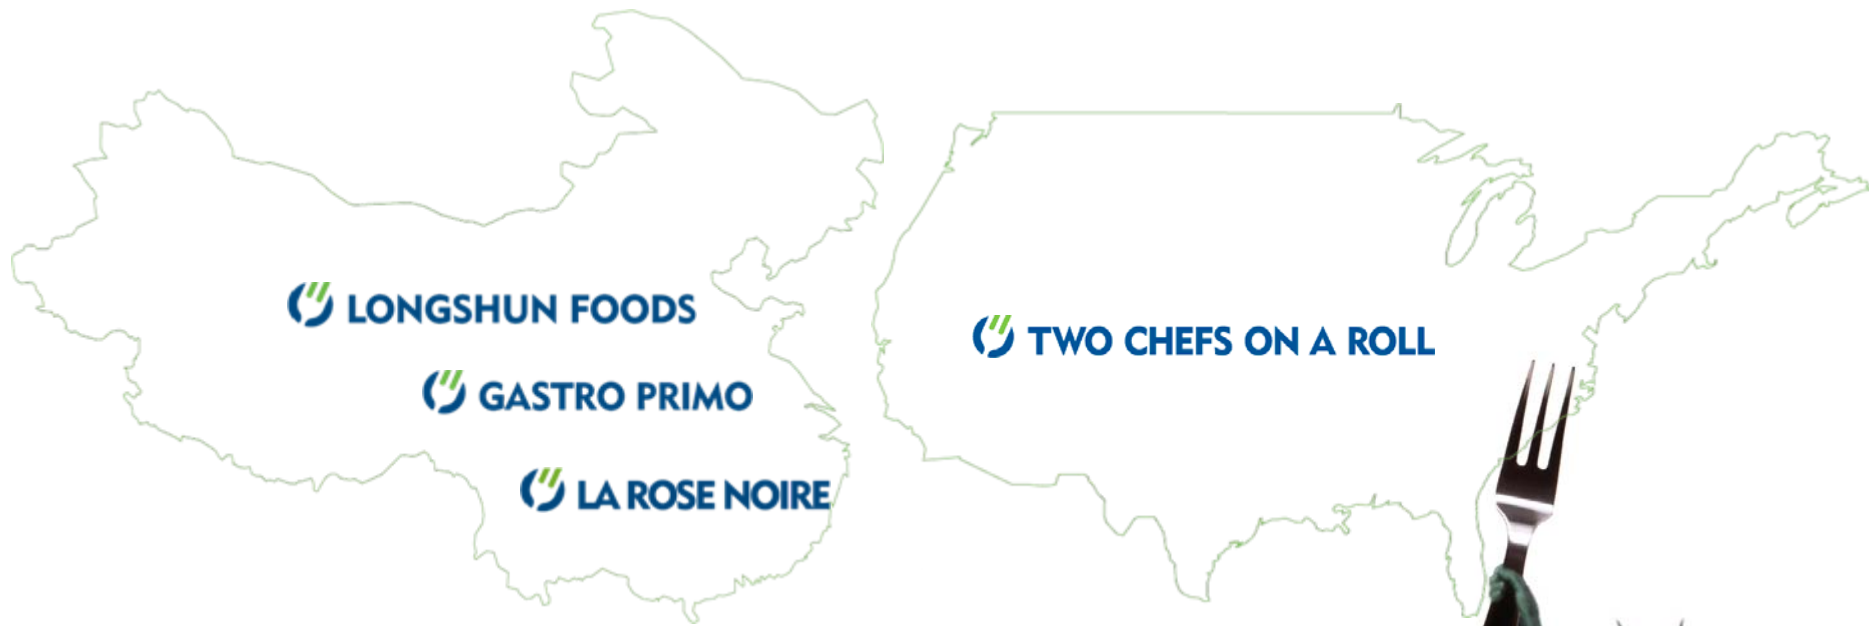 LONGSHUN FOODS
GASTRO PRIMO
LA ROSE NOIRE
TWO CHEFS ON A ROLL